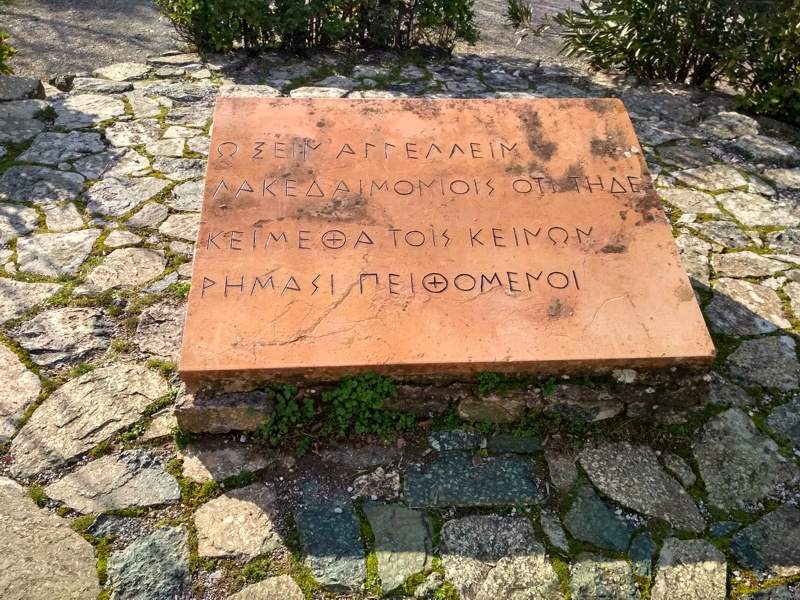 Ω ΞΕΙΝ' ΑΓΓΕΛΛΕΙΝ
ΛΑΚΕΔΑΙΜΟΝΙΟΙΣ ΟΤΙ ΤΗΔΕ
ΚΕΙΜΕΘΑ ΤΟΙΣ ΚΕΙΝΩΝ
ΡΗΜΑΣΙ ΠΕΙΘΟΜΕΝΟΙ